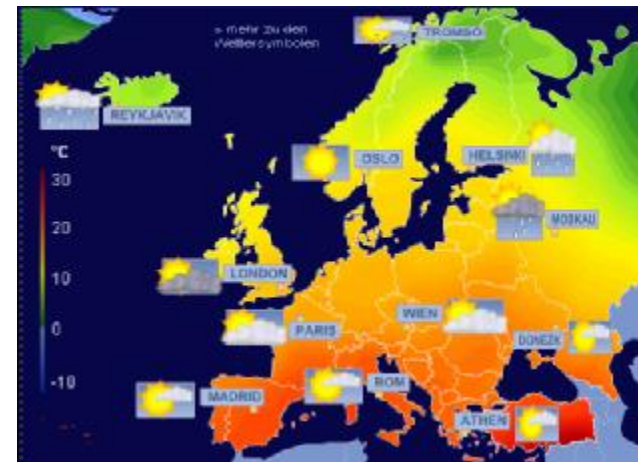 » mehr zu den
Wettersymbolen
TROMSÖ
REYKJAVIK
°C
30
20
10
0
-10
OSLO
HELSINKI
MOSKAU
LONDON
PARIS
WIEN
DONEZK
MADRID
ROM
ATHEN